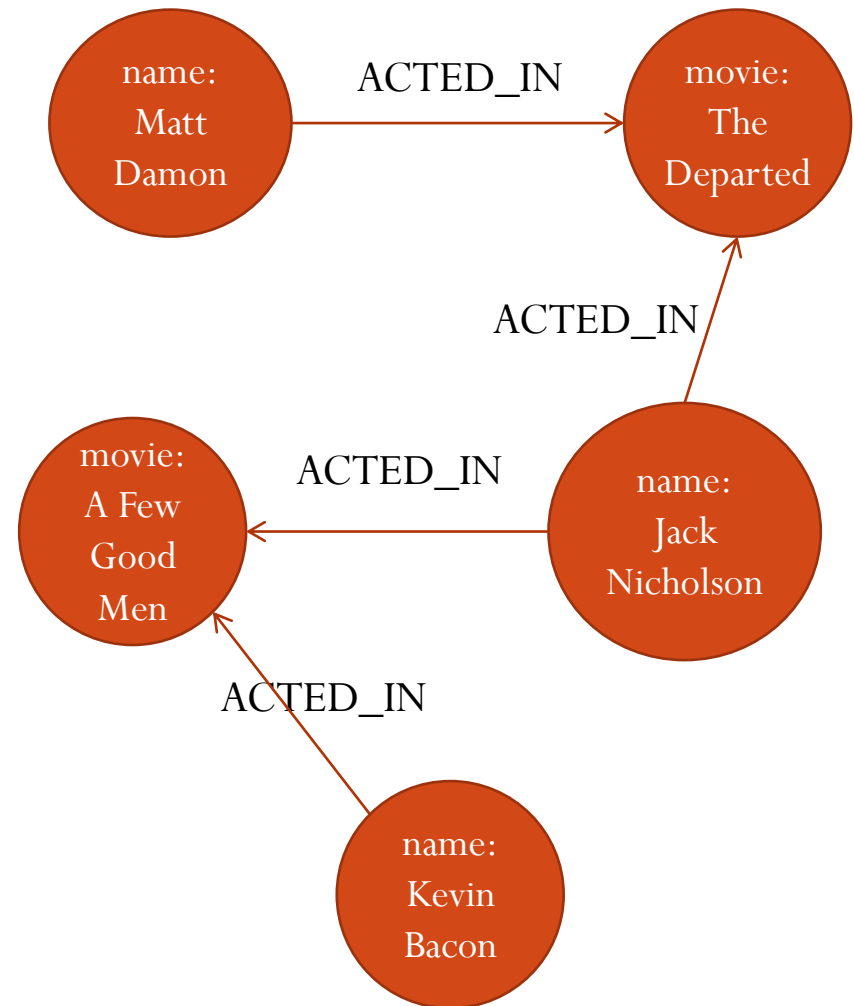 name:
Matt
Damon
ACTED_IN
movie:
The
Departed
ACTED_IN
movie:
A Few
Good
Men
ACTED_IN
name:
Jack
Nicholson
ACTED_IN
name:
Kevin
Bacon